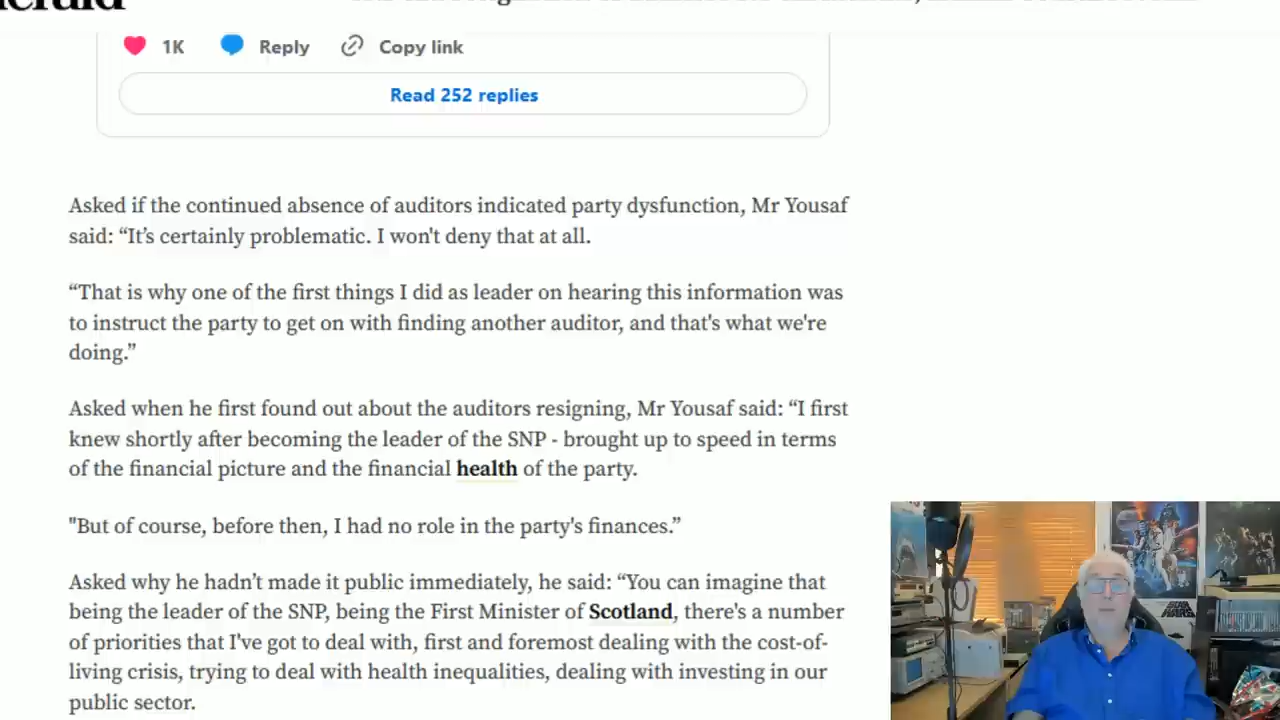 1K Reply Copy link
Read 252 replies
Asked if the continued absence of auditors indicated party dysfunction, Mr Yousaf
said: “It’s certainly problematic. I won't deny that at all.
“That is why one of the first things I did as leader on hearing this information was
to instruct the party to get on with finding another auditor, and that's what we're
doing.”
Asked when he first found out about the auditors resigning, Mr Yousaf said: “I first
knew shortly after becoming the leader of the SNP - brought up to speed in terms
of the financial picture and the financial health of the party.
"But of course, before then, I had no role in the party's finances.”
Asked why he hadn’t made it public immediately, he said: “You can imagine that
being the leader of the SNP, being the First Minister of Scotland, there's a number
of priorities that I've got to deal with, first and foremost dealing with the cost-of-
living crisis, trying to deal with health inequalities, dealing with investing in our
public sector.
STAR
WARS